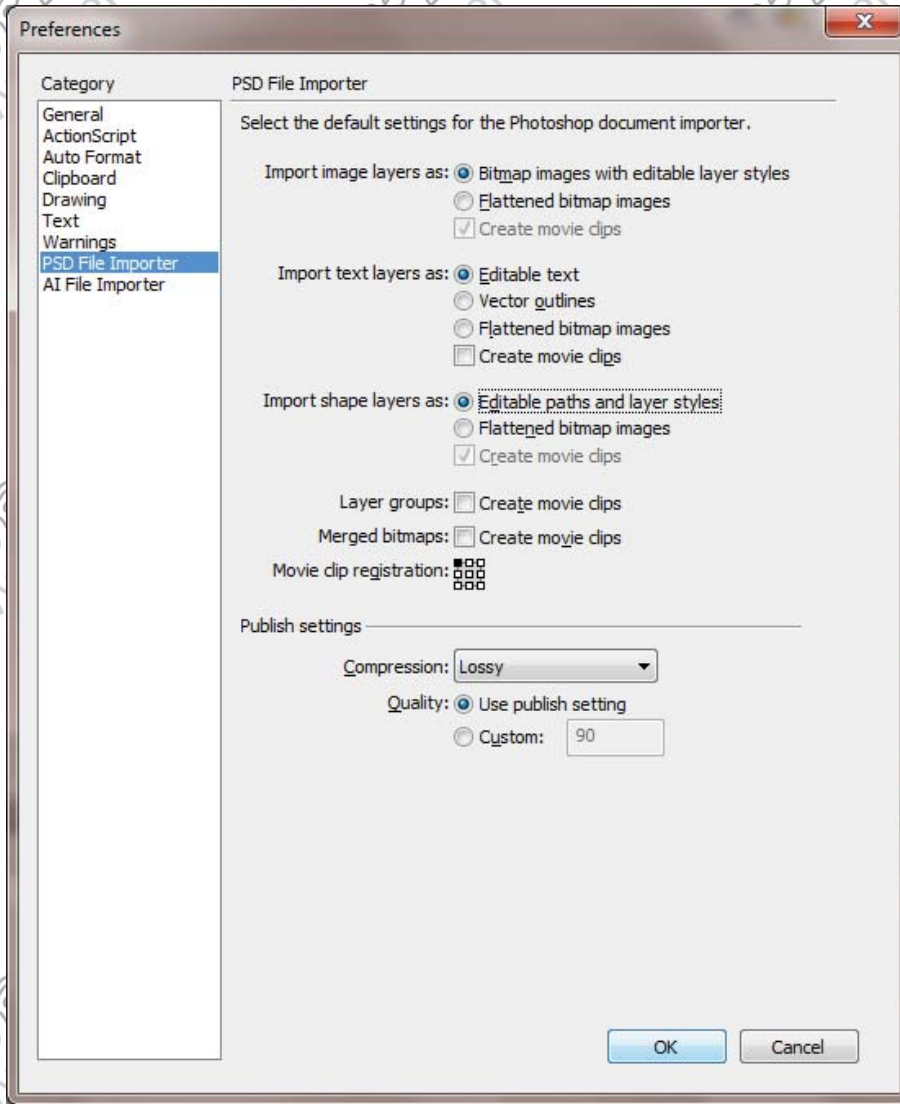 Preferences
Category
General
ActionScript
Auto Format
Clipboard
Drawing
Text
Warnings
PSD File Importer
AI File Importer
PSD File Importer
Select the default settings for the Photoshop document importer.
Import image layers as: Bitmap images with editable layer styles
Flattened bitmap images
Create movie clips
Import text layers as: Editable text
Vector outlines
Flattened bitmap images
Create movie clips
Import shape layers as: Editable paths and layer styles
Flattened bitmap images
Create movie clips
Layer groups: Create movie clips
Merged bitmaps: Create movie clips
Movie clip registration:
Publish settings
Compression: Lossy
Quality: Use publish setting
Custom: 90
OK Cancel